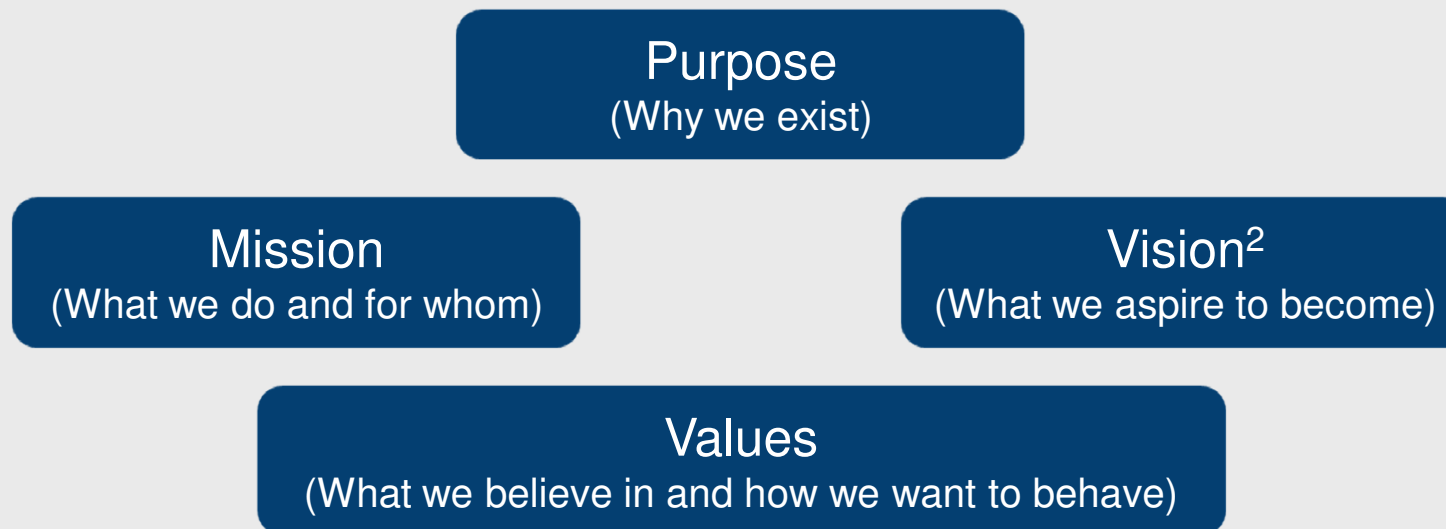 Purpose
(Why we exist)
Mission
(What we do and for whom)
Vision²
(What we aspire to become)
Values
(What we believe in and how we want to behave)